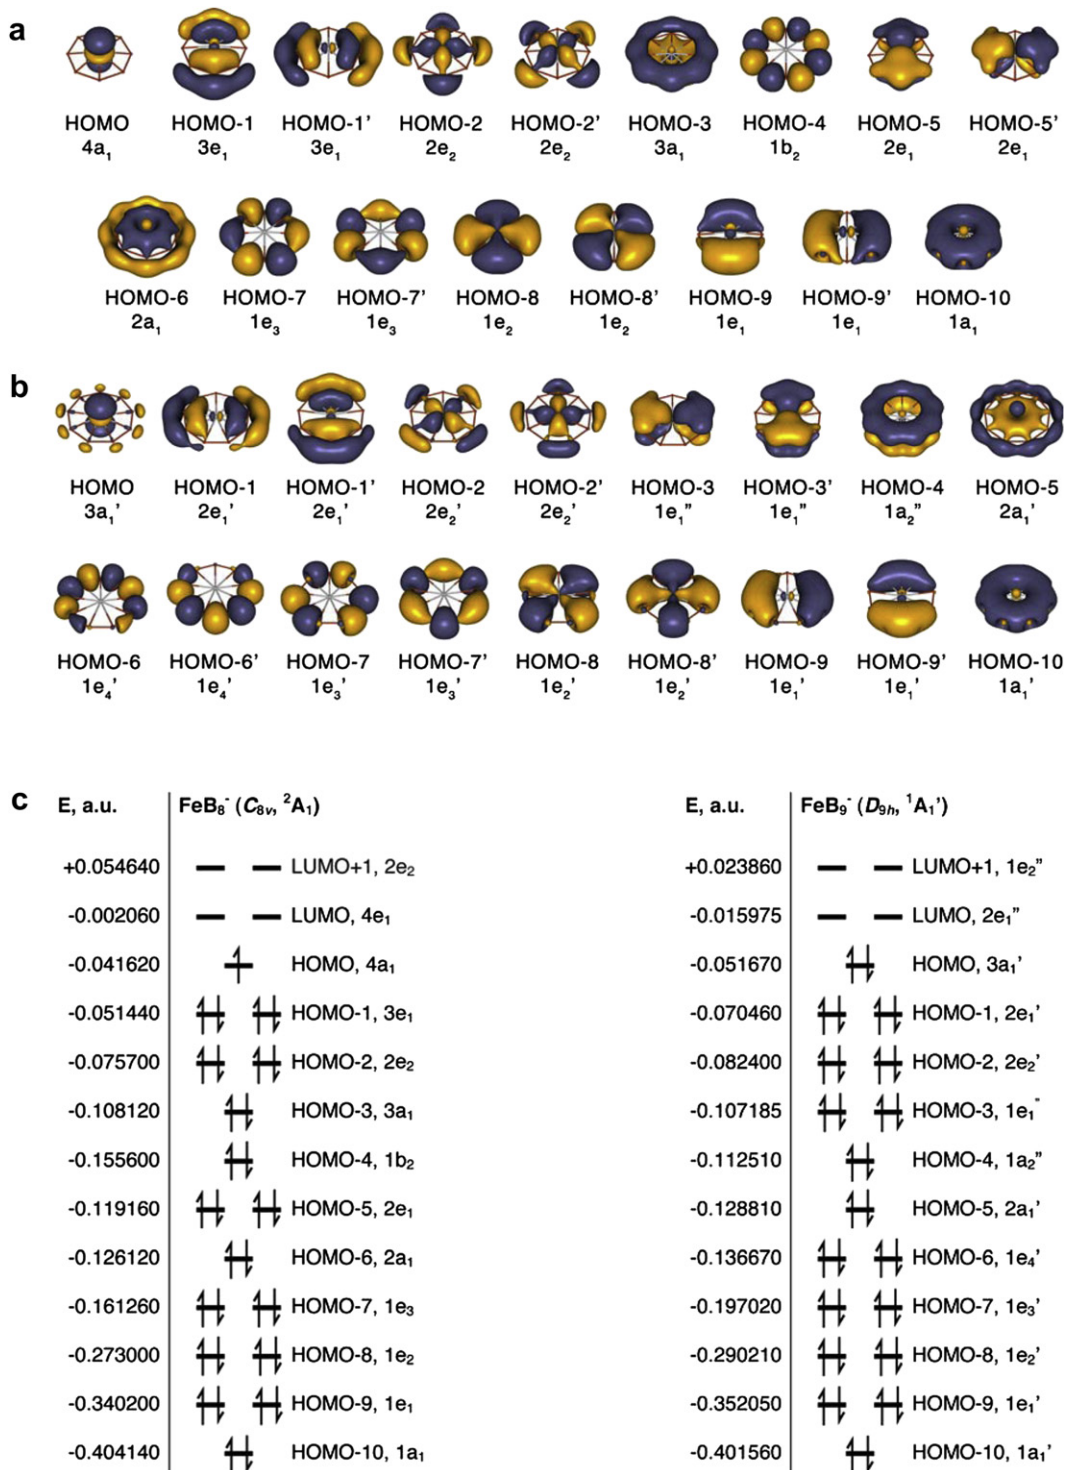 a
HOMO HOMO-1 HOMO-1' HOMO-2 HOMO-2' HOMO-3 HOMO-4 HOMO-5 HOMO-5'
4a₁ 3e₁ 3e₁ 2e₂ 2e₂ 3a₁ 1b₂ 2e₁ 2e₁
HOMO-6 HOMO-7 HOMO-7' HOMO-8 HOMO-8' HOMO-9 HOMO-9' HOMO-10
2a₁ 1e₃ 1e₃ 1e₂ 1e₂ 1e₁ 1e₁ 1a₁
b
HOMO HOMO-1 HOMO-1' HOMO-2 HOMO-2' HOMO-3 HOMO-3' HOMO-4 HOMO-5
3a₁' 2e₁' 2e₁' 2e₂' 2e₂' 1e₁" 1e₁" 1a₂" 2a₁'
HOMO-6 HOMO-6' HOMO-7 HOMO-7' HOMO-8 HOMO-8' HOMO-9 HOMO-9' HOMO-10
1e₄' 1e₄' 1e₃' 1e₃' 1e₂' 1e₂' 1e₁' 1e₁' 1a₁'
c E, a.u. FeB₈⁻ (C₈ᵥ, ²A₁) E, a.u. FeB₉⁻ (D₉ₕ, ¹A₁')
+0.054640 LUMO+1, 2e₂ +0.023860 LUMO+1, 1e₂"
-0.002060 LUMO, 4e₁ -0.015975 LUMO, 2e₁"
-0.041620 HOMO, 4a₁ -0.051670 HOMO, 3a₁'
-0.051440 HOMO-1, 3e₁ -0.070460 HOMO-1, 2e₁'
-0.075700 HOMO-2, 2e₂ -0.082400 HOMO-2, 2e₂'
-0.108120 HOMO-3, 3a₁ -0.107185 HOMO-3, 1e₁"
-0.155600 HOMO-4, 1b₂ -0.112510 HOMO-4, 1a₂"
-0.119160 HOMO-5, 2e₁ -0.128810 HOMO-5, 2a₁'
-0.126120 HOMO-6, 2a₁ -0.136670 HOMO-6, 1e₄'
-0.161260 HOMO-7, 1e₃ -0.197020 HOMO-7, 1e₃'
-0.273000 HOMO-8, 1e₂ -0.290210 HOMO-8, 1e₂'
-0.340200 HOMO-9, 1e₁ -0.352050 HOMO-9, 1e₁'
-0.404140 HOMO-10, 1a₁ -0.401560 HOMO-10, 1a₁'